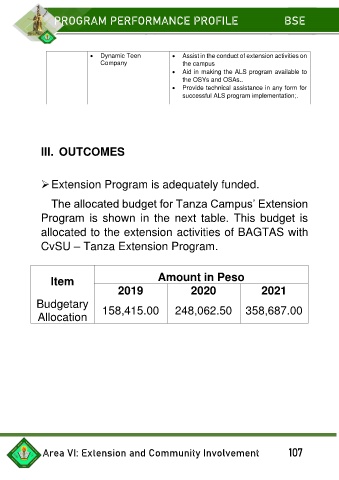 PROGRAM PERFORMANCE PROFILE BSE
• Dynamic Teen
Company
• Assist in the conduct of extension activities on
the campus
• Aid in making the ALS program available to
the OSYs and OSAs..
• Provide technical assistance in any form for
successful ALS program implementation;.
III. OUTCOMES
➢ Extension Program is adequately funded.
The allocated budget for Tanza Campus’ Extension
Program is shown in the next table. This budget is
allocated to the extension activities of BAGTAS with
CvSU – Tanza Extension Program.
Item Amount in Peso
2019 2020 2021
Budgetary
Allocation 158,415.00 248,062.50 358,687.00
Area VI: Extension and Community Involvement 107